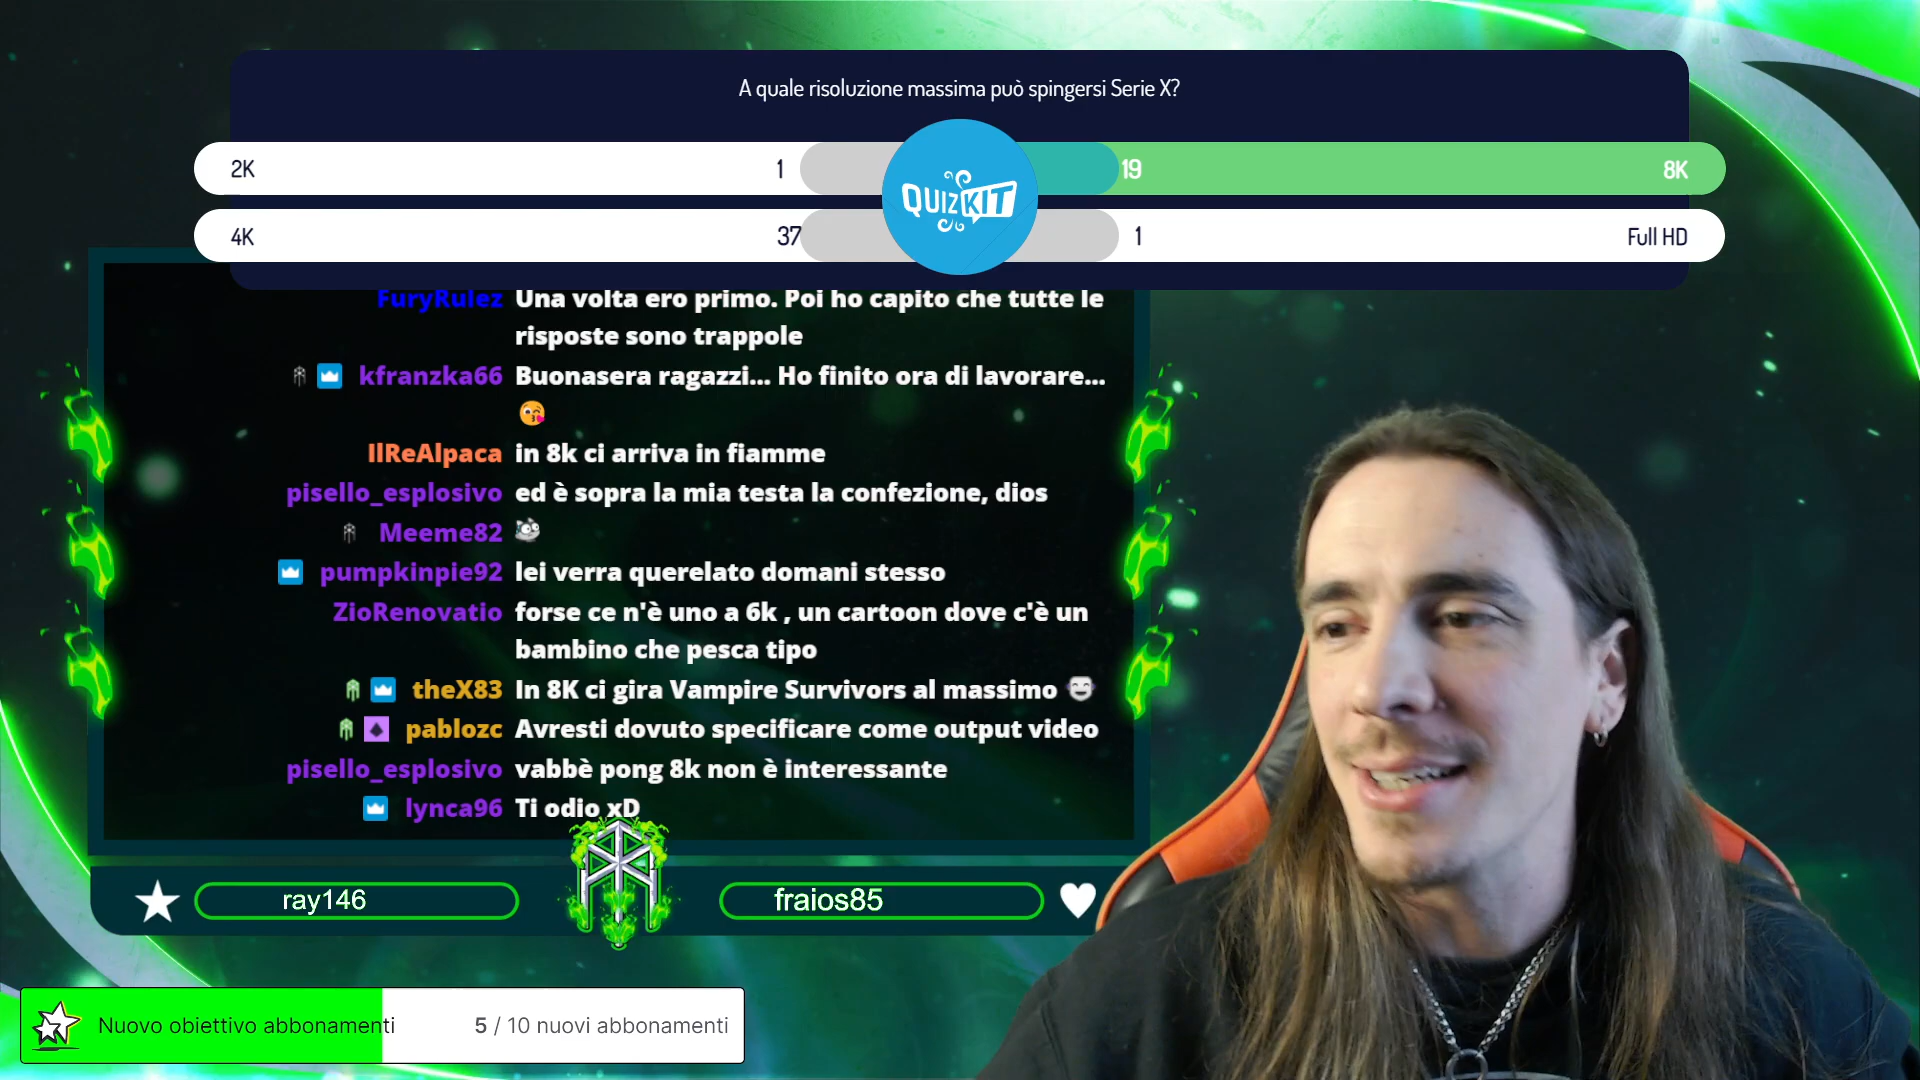 A quale risoluzione massima può spingersi Serie X?
2K 1 19 8K
QUIZKIT
4K 37 1 Full HD
FuryRulez Una volta ero primo. Poi ho capito che tutte le
risposte sono trappole
kfranzka66 Buonasera ragazzi... Ho finito ora di lavorare...
IlReAlpaca in 8k ci arriva in fiamme
pisello_esplosivo ed è sopra la mia testa la confezione, dios
Meeme82
pumpkinpie92 lei verra querelato domani stesso
ZioRenovatio forse ce n'è uno a 6k , un cartoon dove c'è un
bambino che pesca tipo
theX83 In 8K ci gira Vampire Survivors al massimo
pablozc Avresti dovuto specificare come output video
pisello_esplosivo vabbè pong 8k non è interessante
lynca96 Ti odio xD
ray146 fraios85
Nuovo obiettivo abbonamenti 5 / 10 nuovi abbonamenti